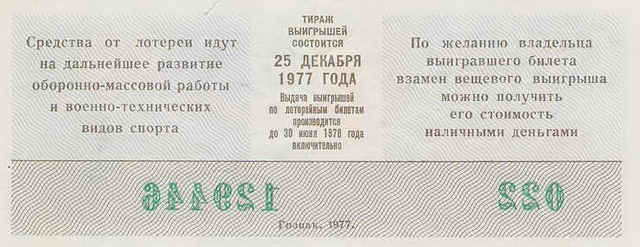 Средства от лотереи идут
на дальнейшее развитие
оборонно-массовой работы
и военно-технических
видов спорта
ТИРАЖ
ВЫИГРЫШЕЙ
СОСТОИТСЯ
25 ДЕКАБРЯ
1977 ГОДА
Выдача выигрышей
по лотерейным билетам
производится
до 30 июня 1978 года
включительно
По желанию владельца
выигравшего билета
взамен вещевого выигрыша
можно получить
его стоимость
наличными деньгами
129446
022
Гознак. 1977.